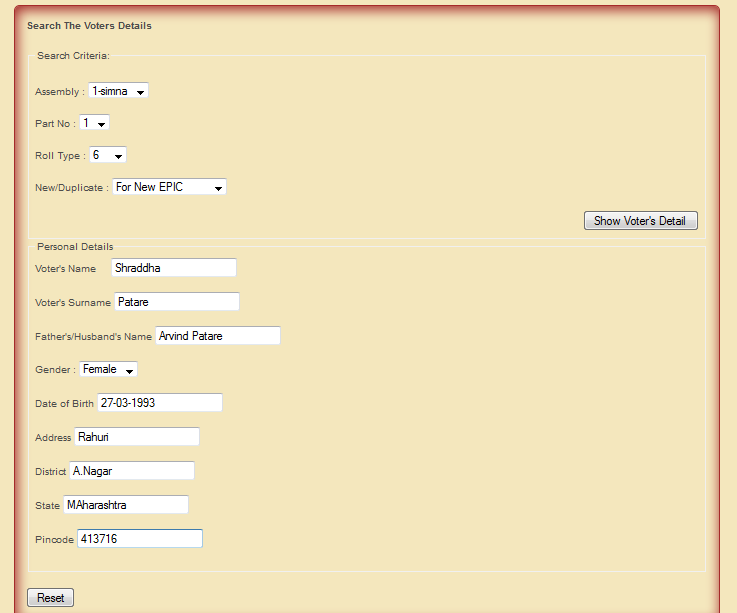 Search The Voters Details
Search Criteria:
Assembly : 1-simna
Part No : 1
Roll Type : 6
New/Duplicate : For New EPIC
Show Voter's Detail
Personal Details
Voter's Name Shraddha
Voter's Surname Patare
Father's/Husband's Name Arvind Patare
Gender : Female
Date of Birth 27-03-1993
Address Rahuri
District A.Nagar
State MAharashtra
Pincode 413716
Reset